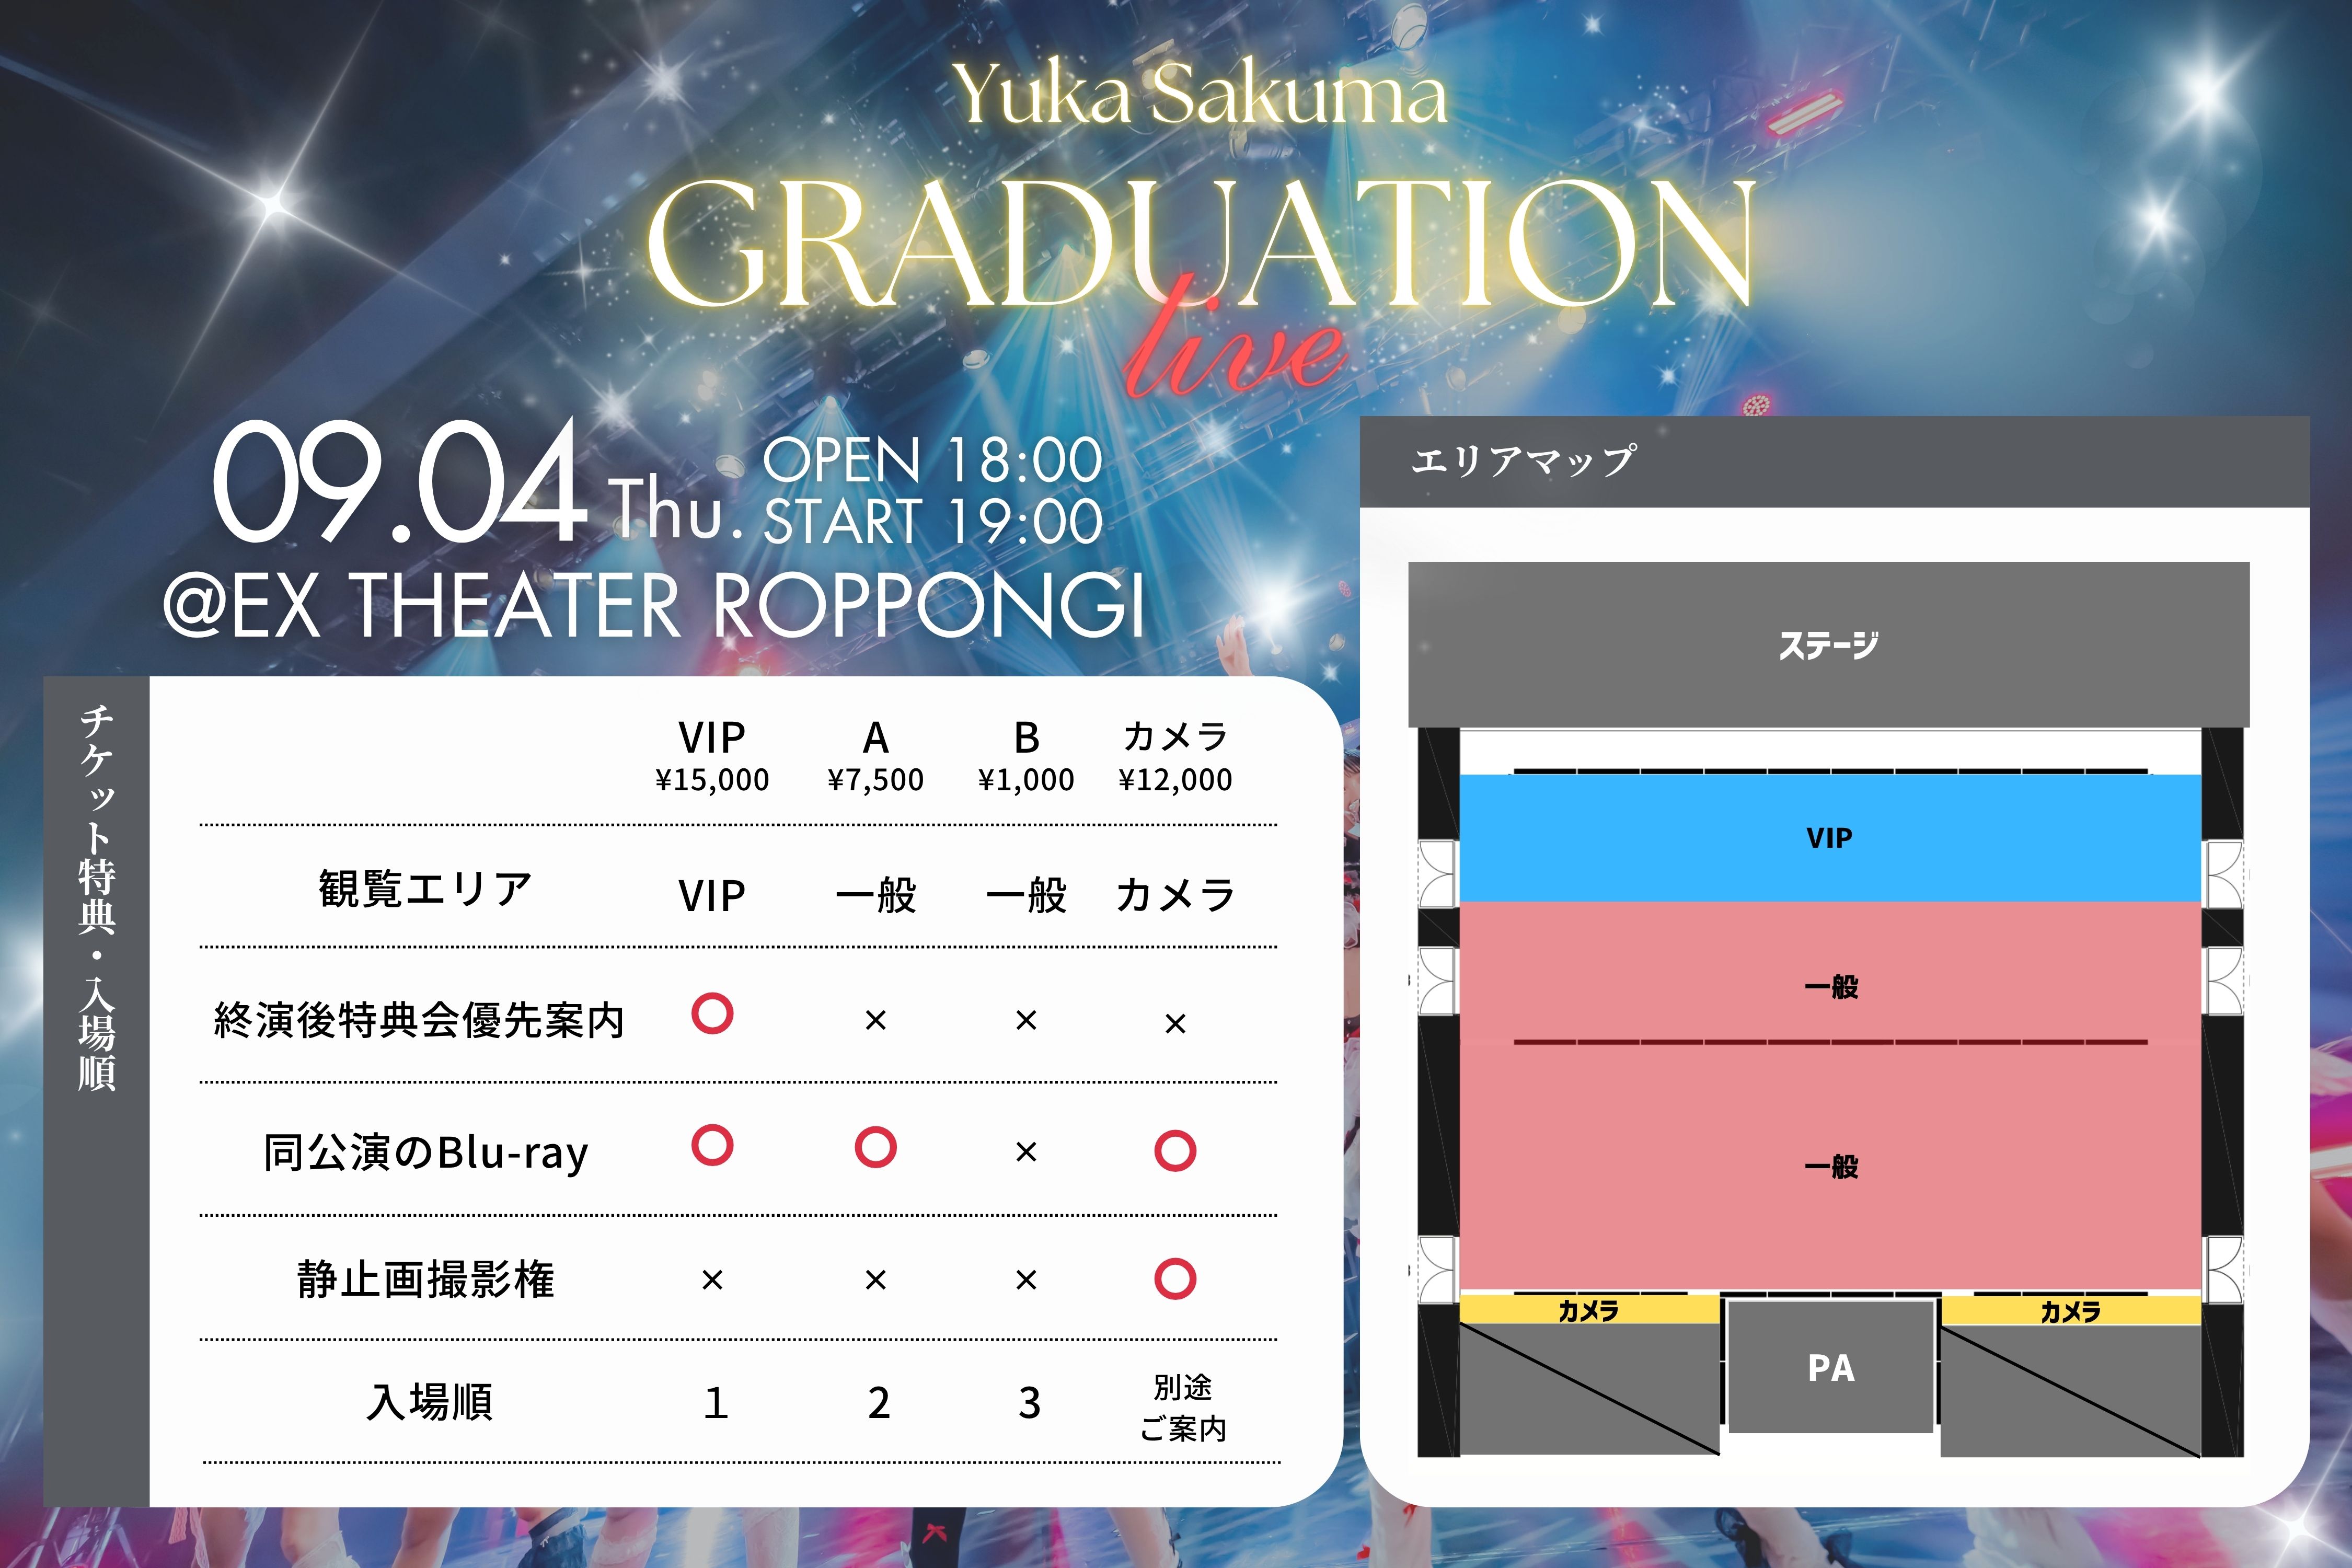 Yuka Sakuma
GRADUATION
live
09.04 Thu.
OPEN 18:00
START 19:00
@EX THEATER ROPPONGI
チケット特典・入場順
VIP A B カメラ
¥15,000 ¥7,500 ¥1,000 ¥12,000
観覧エリア VIP 一般 一般 カメラ
終演後特典会優先案内 ○ × × ×
同公演のBlu-ray ○ ○ × ○
静止画撮影権 × × × ○
入場順 1 2 3 別途
ご案内
エリアマップ
ステージ
VIP
一般
一般
カメラ カメラ
PA